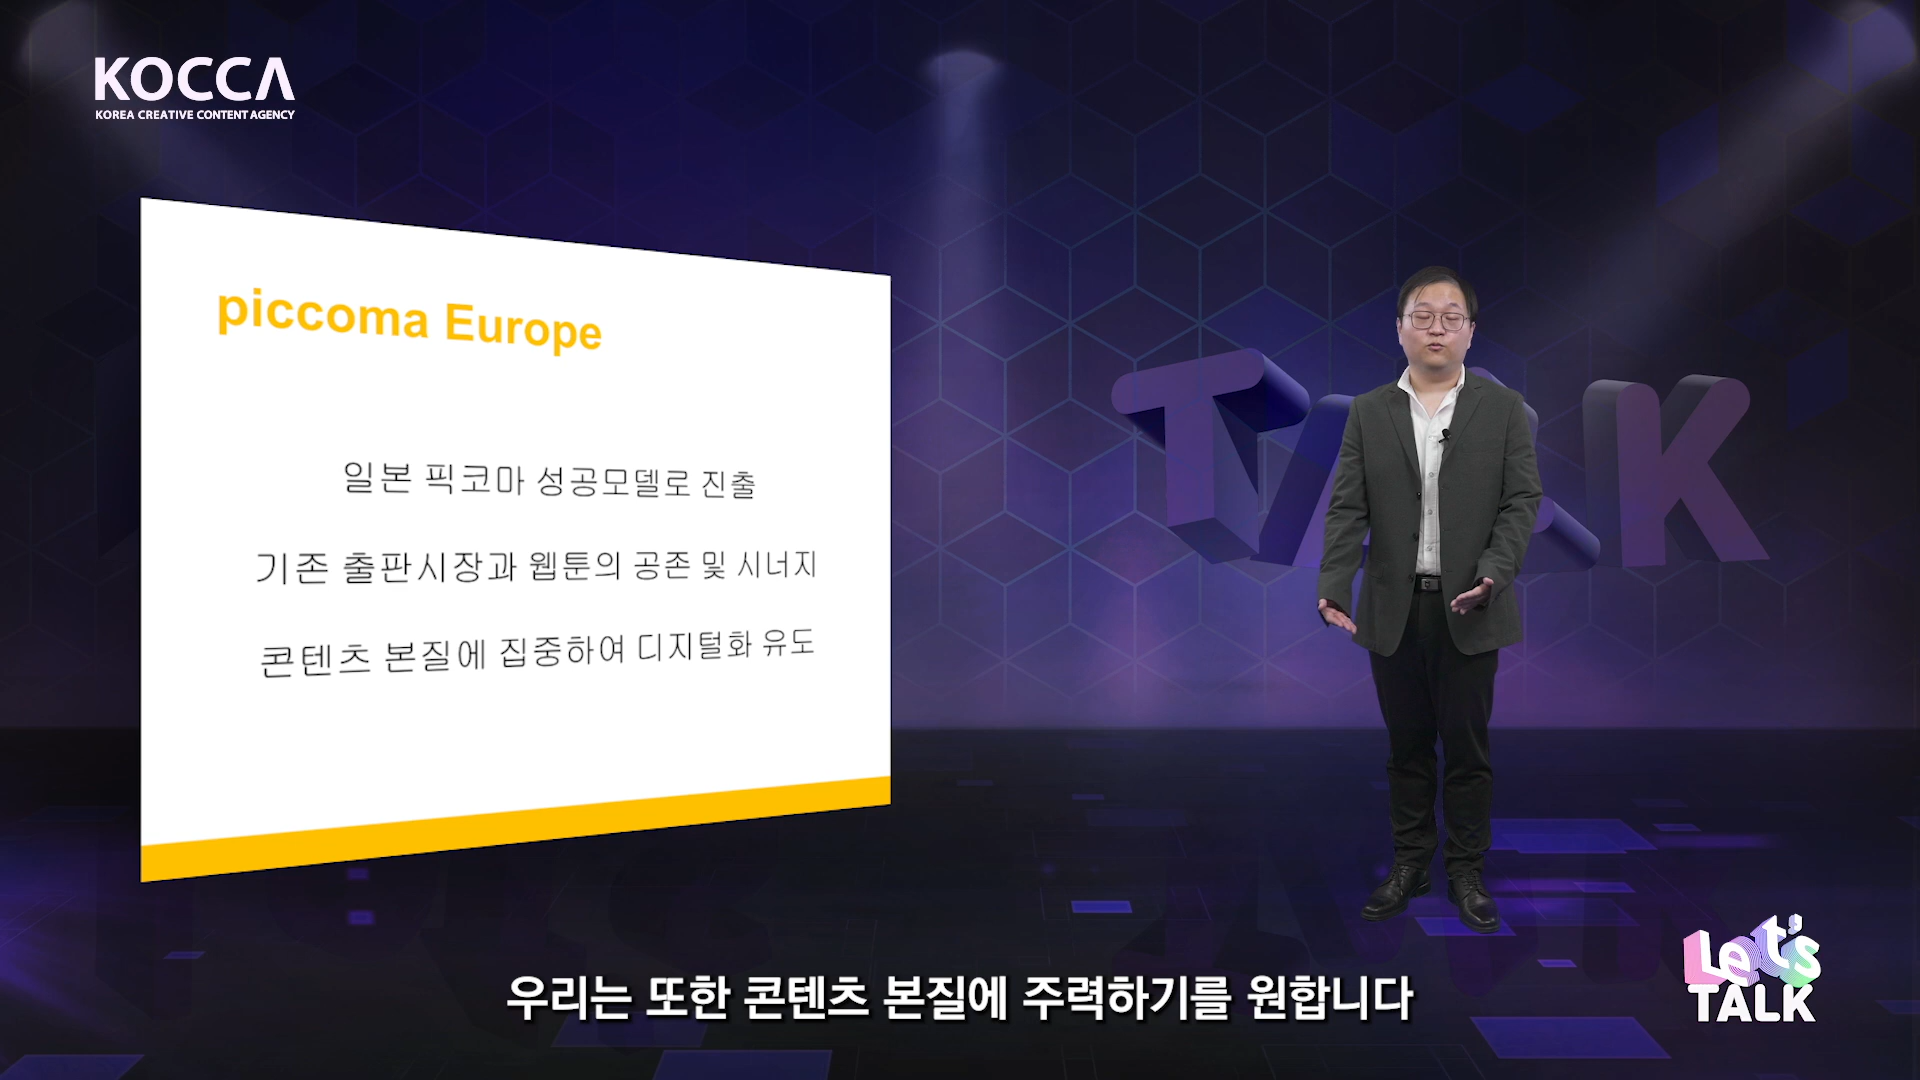 KOCCA
KOREA CREATIVE CONTENT AGENCY
piccoma Europe
일본 픽코마 성공모델로 진출
기존 출판시장과 웹툰의 공존 및 시너지
콘텐츠 본질에 집중하여 디지털화 유도
TALK
우리는 또한 콘텐츠 본질에 주력하기를 원합니다
Let's
TALK